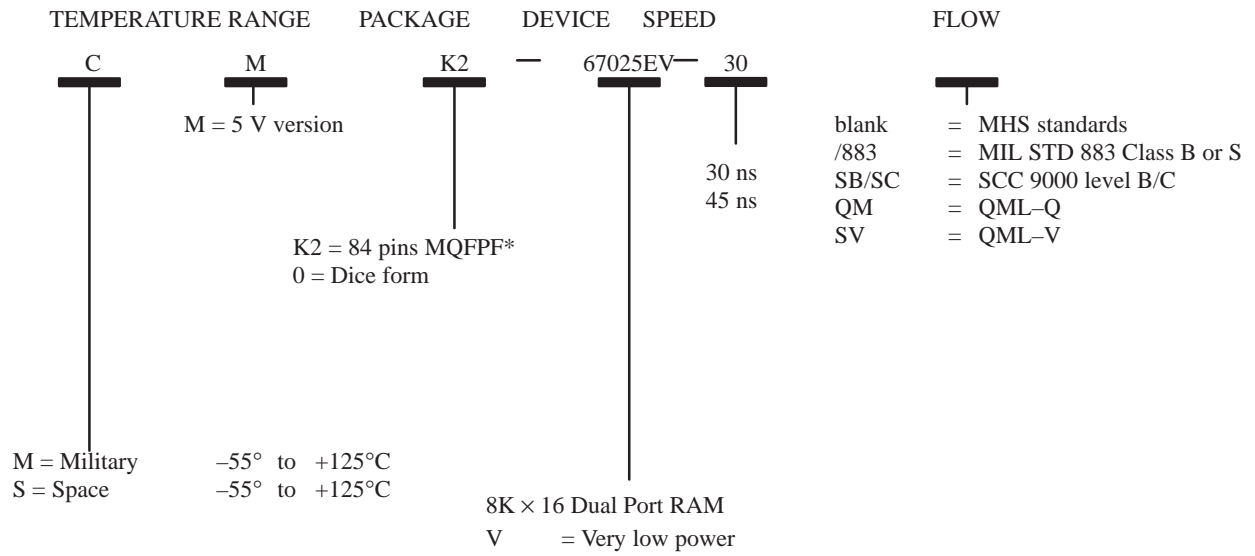 TEMPERATURE RANGE PACKAGE DEVICE SPEED FLOW
C M K2 — 67025EV — 30
M = 5 V version
30 ns
45 ns
blank = MHS standards
/883 = MIL STD 883 Class B or S
SB/SC = SCC 9000 level B/C
QM = QML–Q
SV = QML–V
K2 = 84 pins MQFPF*
0 = Dice form
M = Military –55° to +125°C
S = Space –55° to +125°C
8K × 16 Dual Port RAM
V = Very low power